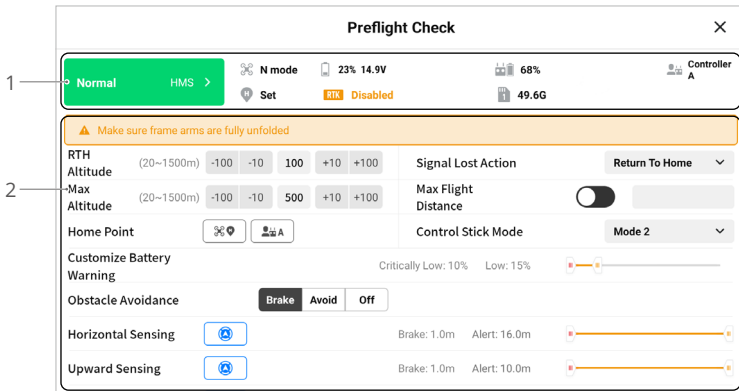 Preflight Check
1
Normal HMS
N mode 23% 14.9V 68% Controller A
H Set RTK Disabled 1 49.6G
2
Make sure frame arms are fully unfolded
RTH Altitude (20~1500m) -100 -10 100 +10 +100 Signal Lost Action Return To Home
Max Altitude (20~1500m) -100 -10 500 +10 +100 Max Flight Distance
Home Point A Control Stick Mode Mode 2
Customize Battery Warning Critically Low: 10% Low: 15%
Obstacle Avoidance Brake Avoid Off
Horizontal Sensing Brake: 1.0m Alert: 16.0m
Upward Sensing Brake: 1.0m Alert: 10.0m